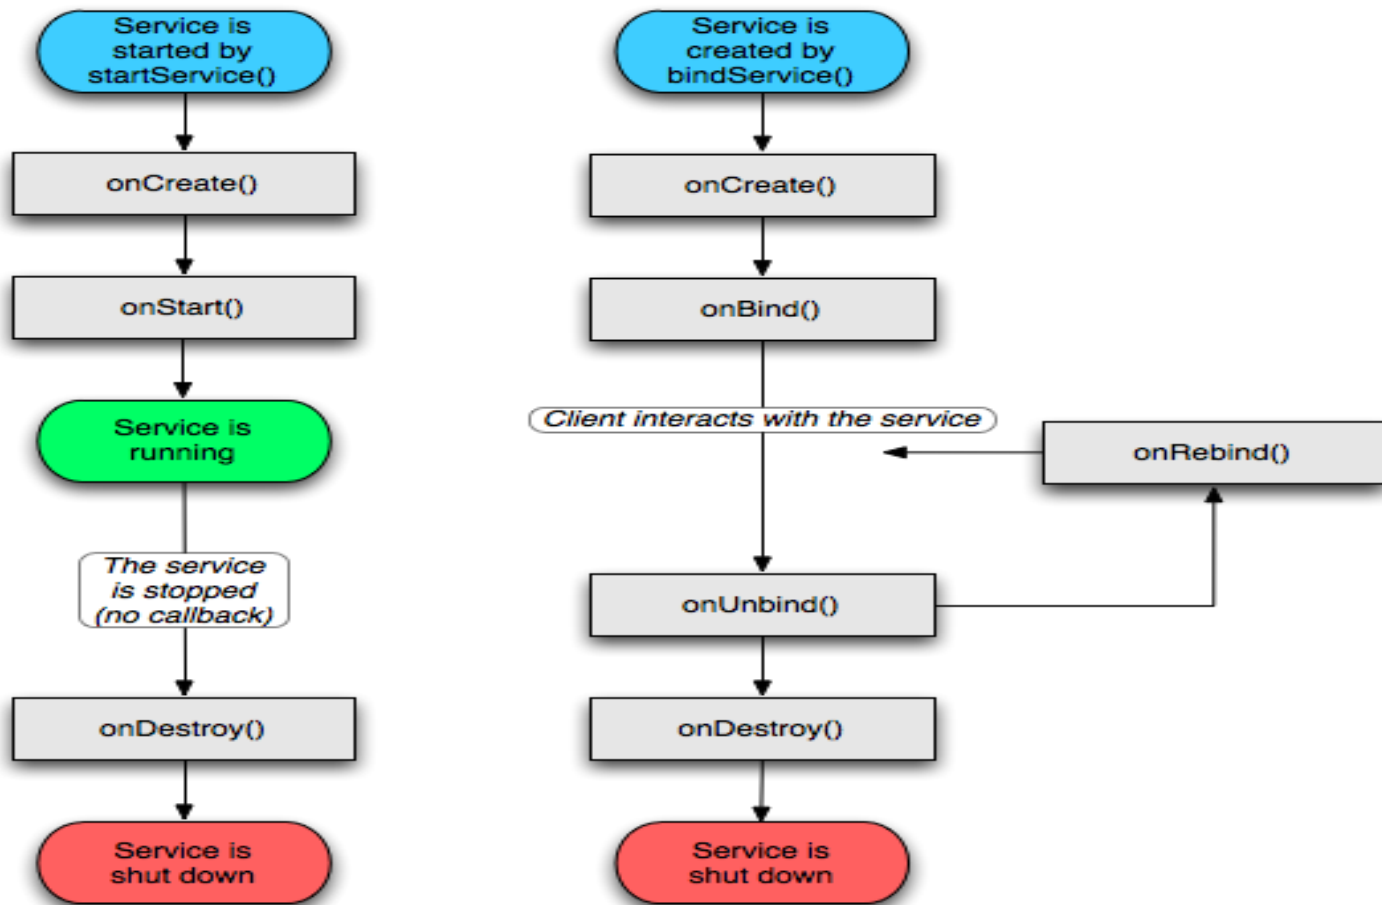 Service is
started by
startService()
onCreate()
onStart()
Service is
running
The service
is stopped
(no callback)
onDestroy()
Service is
shut down
Service is
created by
bindService()
onCreate()
onBind()
Client interacts with the service
onRebind()
onUnbind()
onDestroy()
Service is
shut down